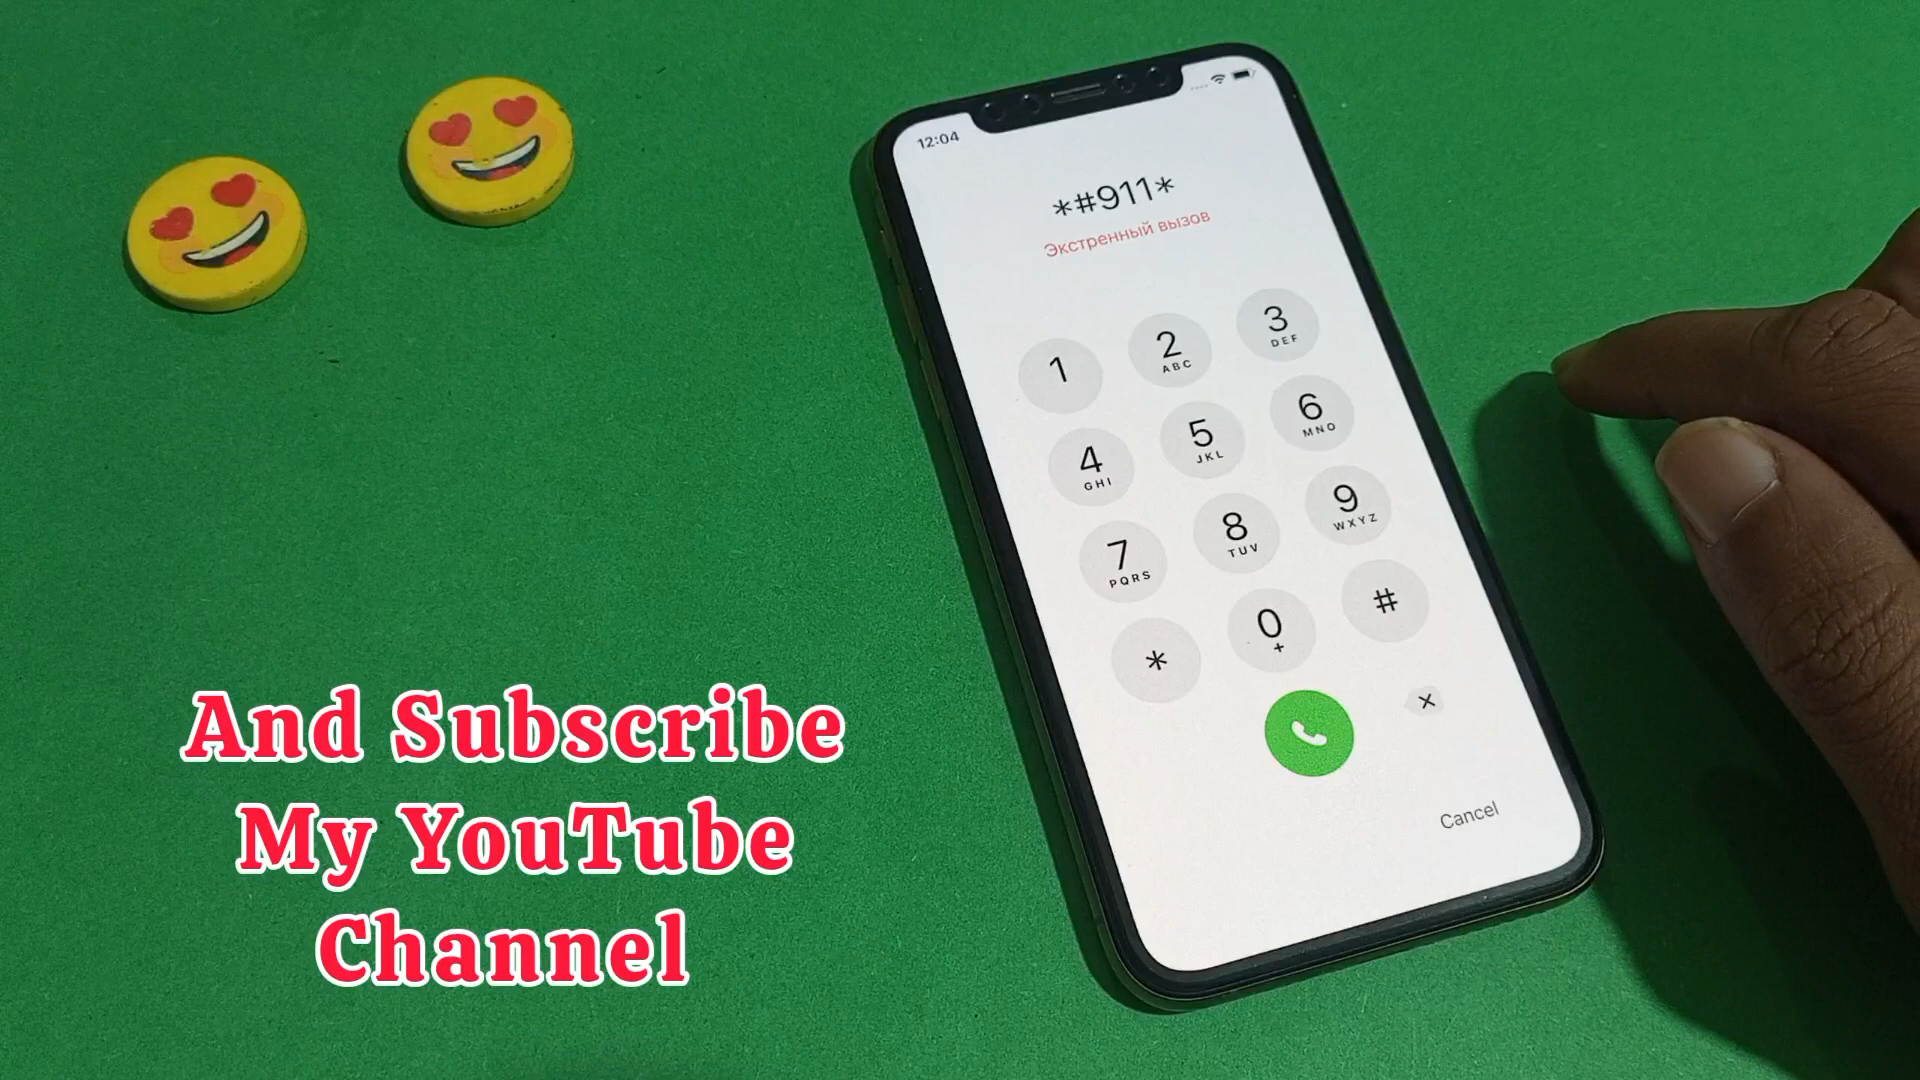 12:04
*#911*
Экстренный вызов
1
2
ABC
3
DEF
4
GHI
5
JKL
6
MNO
7
PQRS
8
TUV
9
WXYZ
*
0
+
#
Cancel
And Subscribe
My YouTube
Channel